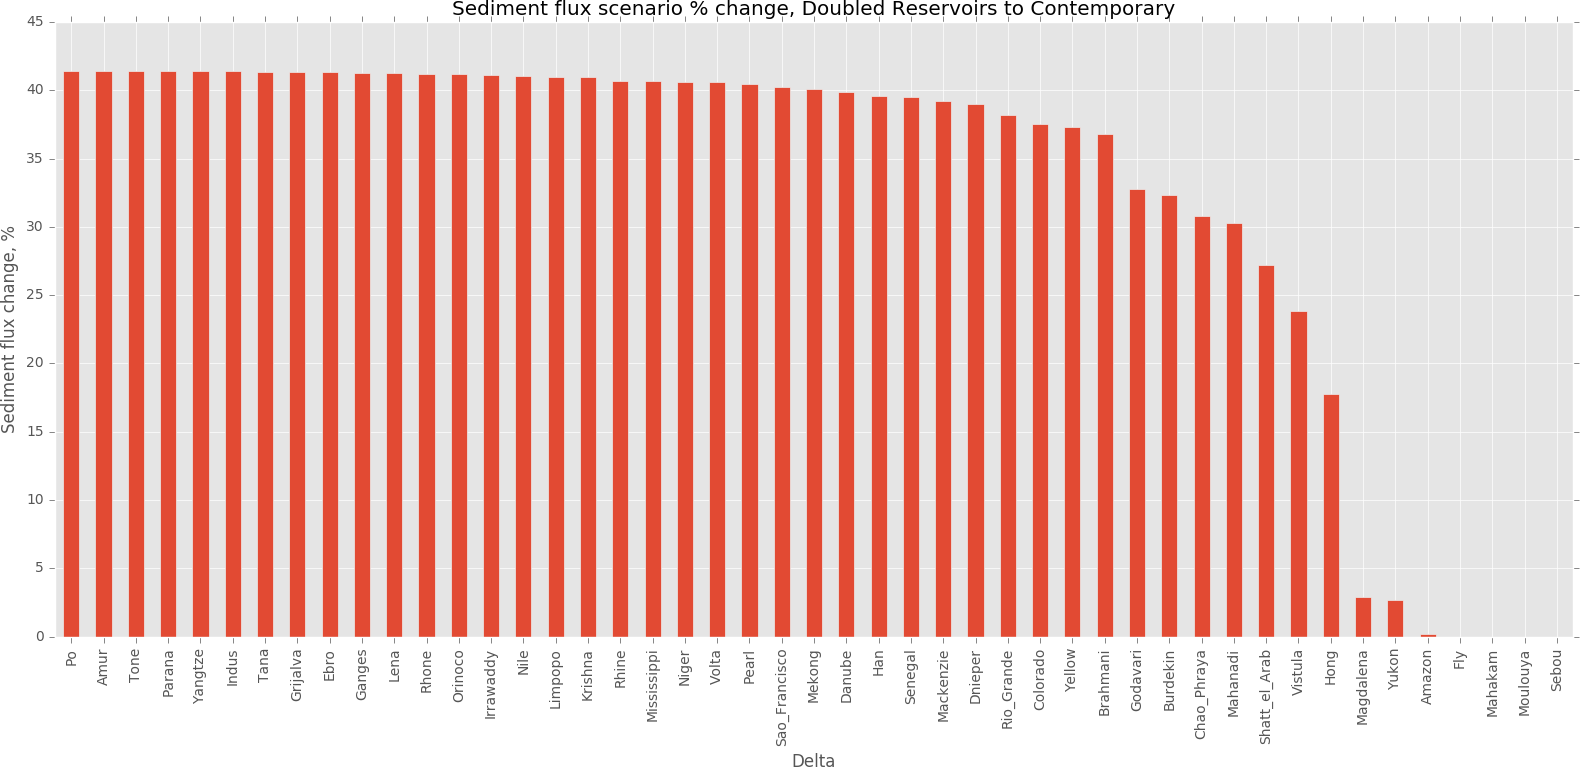 Sediment flux scenario % change, Doubled Reservoirs to Contemporary
Sediment flux change, %
45
40
35
30
25
20
15
10
5
0
Po
Amur
Tone
Parana
Yangtze
Indus
Tana
Grijalva
Ebro
Ganges
Lena
Rhone
Orinoco
Irrawaddy
Nile
Limpopo
Krishna
Rhine
Mississippi
Niger
Volta
Pearl
Sao_Francisco
Mekong
Danube
Han
Senegal
Mackenzie
Dnieper
Rio_Grande
Colorado
Yellow
Brahmani
Godavari
Burdekin
Chao_Phraya
Mahanadi
Shatt_el_Arab
Vistula
Hong
Magdalena
Yukon
Amazon
Fly
Mahakam
Moulouya
Sebou
Delta